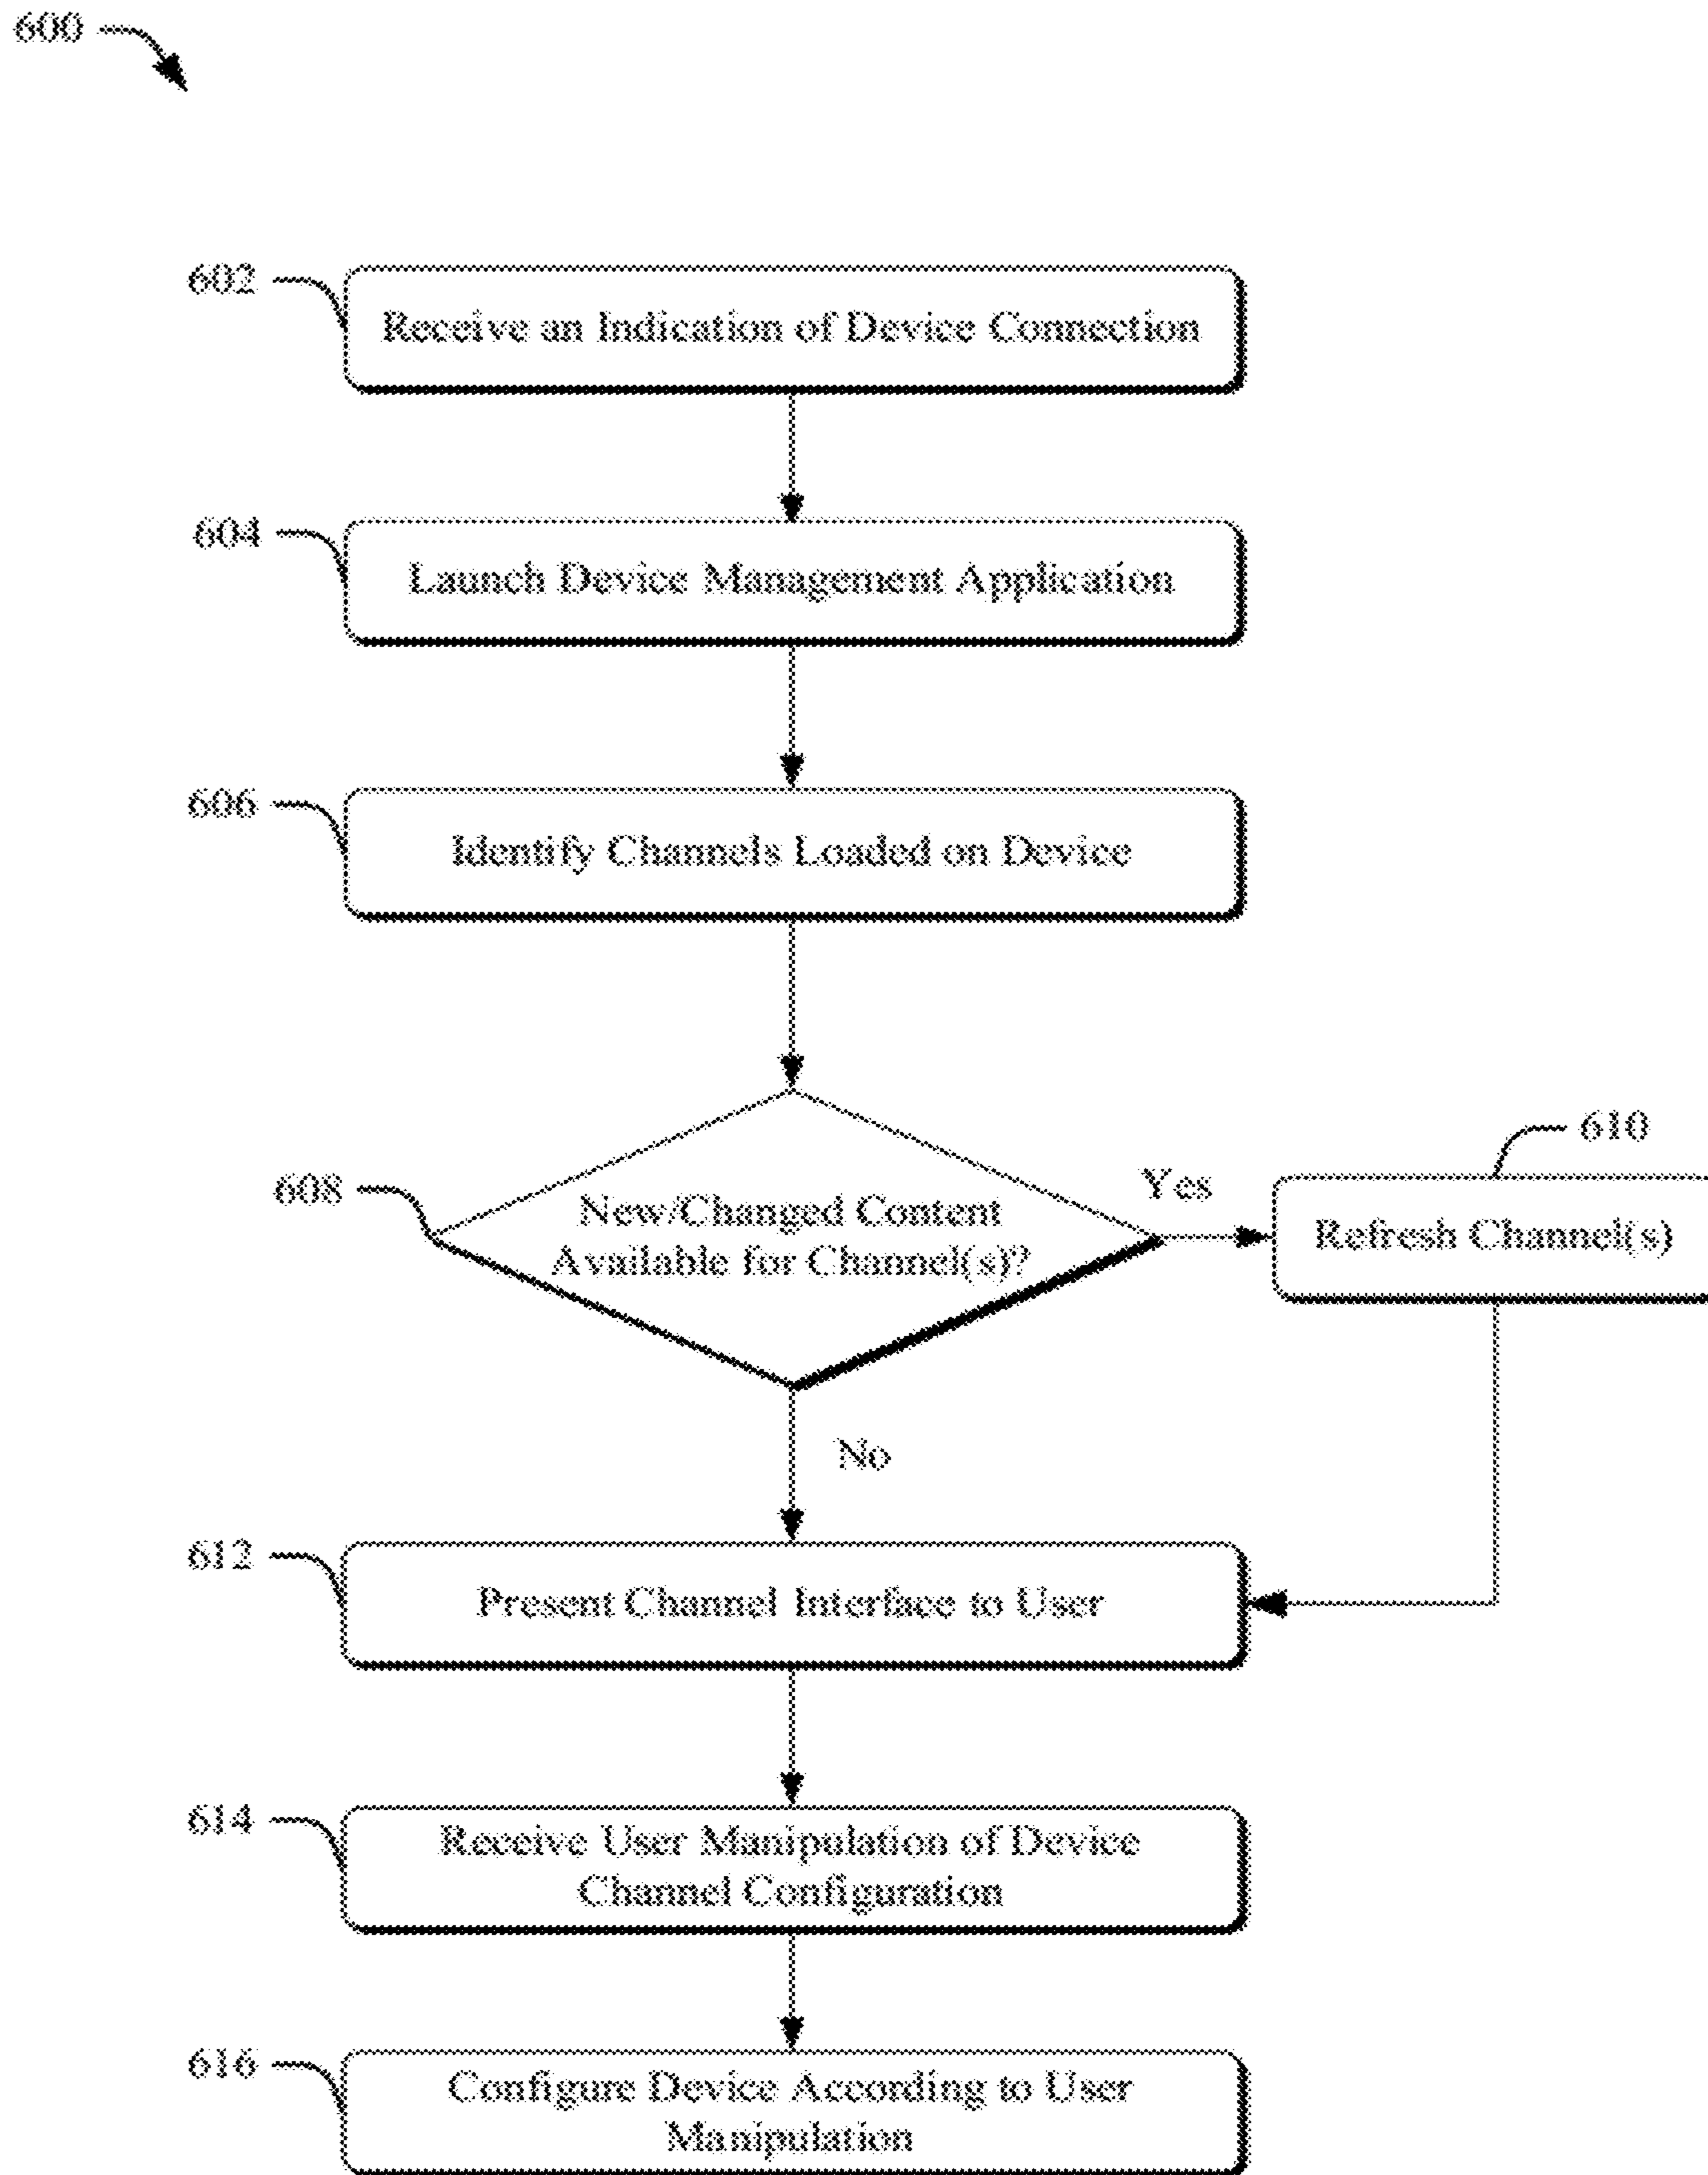 600
602
Receive an Indication of Device Connection
604
Launch Device Management Application
606
Identify Channels Loaded on Device
608
New/Changed Content
Available for Channel(s)?
Yes
610
Refresh Channel(s)
No
612
Present Channel Interface to User
614
Receive User Manipulation of Device
Channel Configuration
616
Configure Device According to User
Manipulation